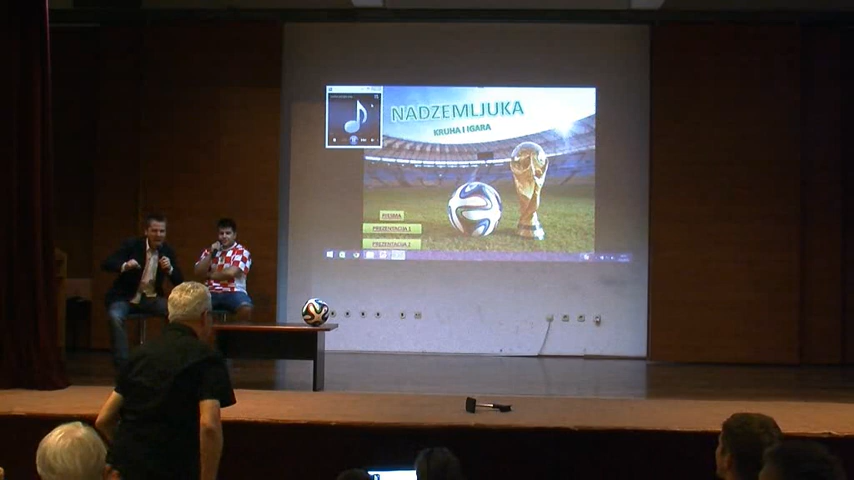 NADZEMLJUKA
KRUHA I IGARA
PJESMA
PREZENTACIJA 1
PREZENTACIJA 2